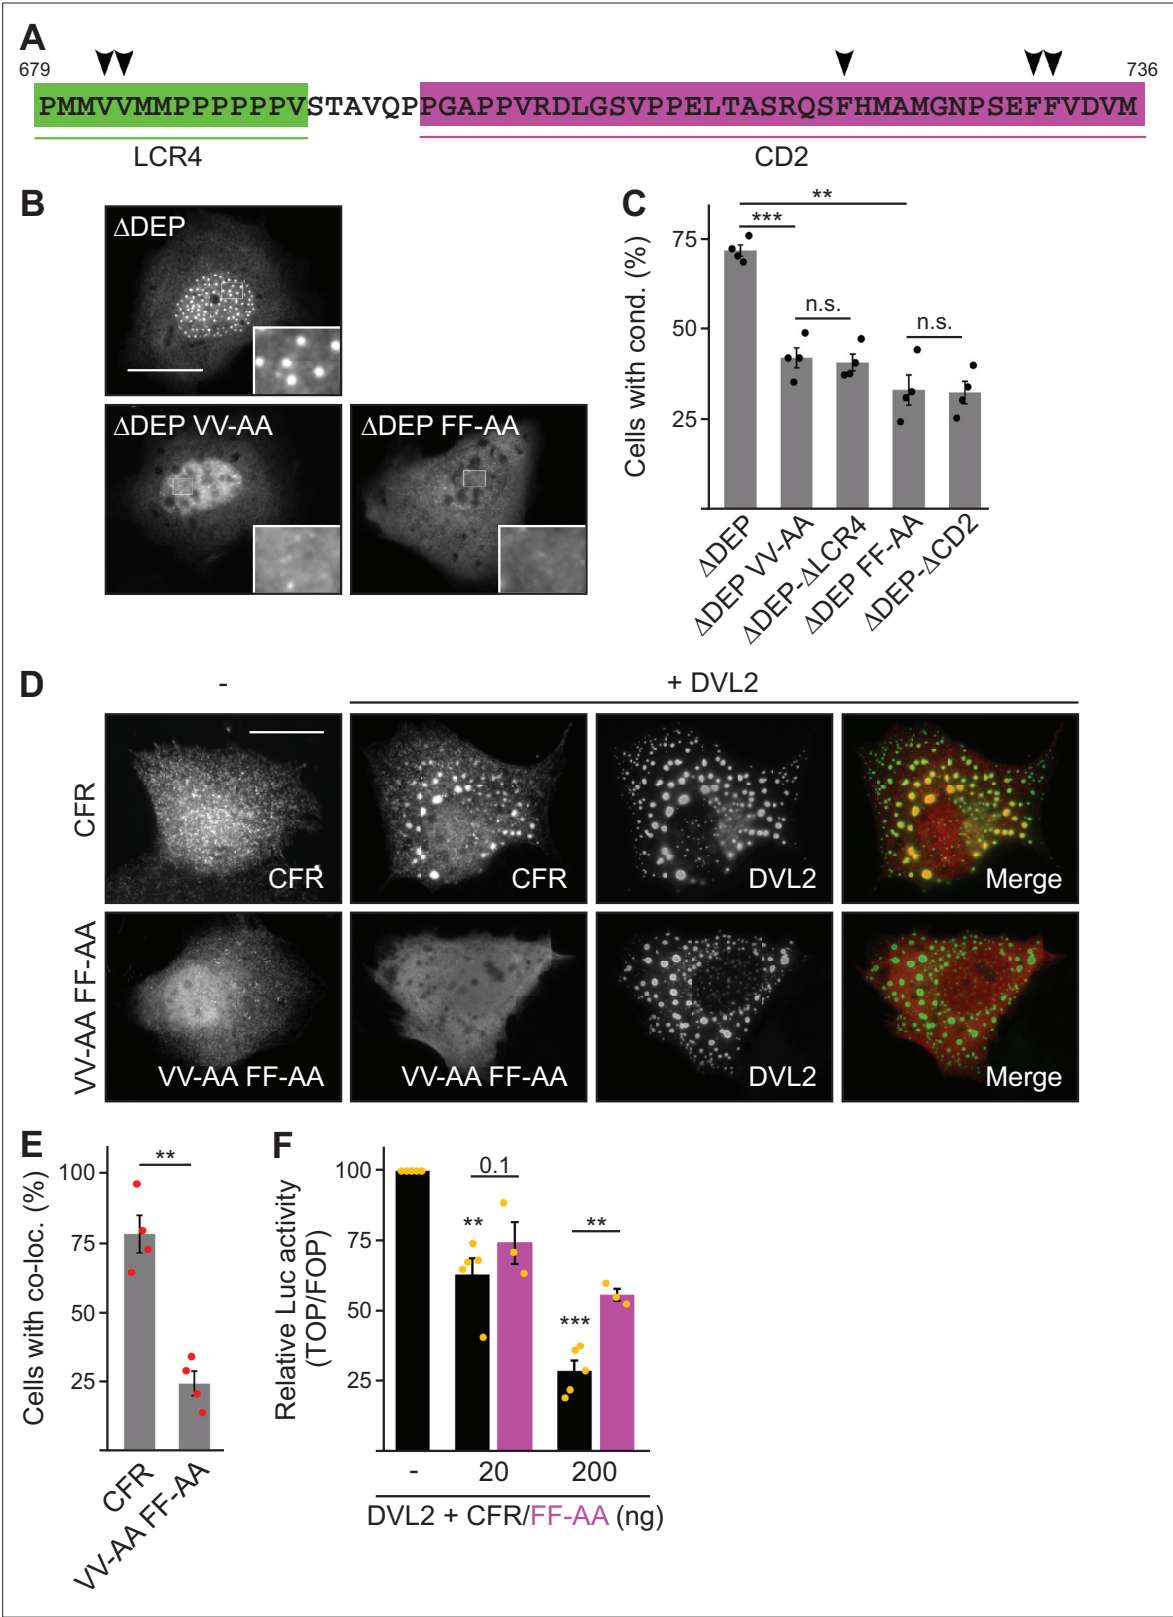 A
679
736
PMMVVMMPPPPPPVSTAVQPPGAPPVRDLGSVPPELTASRQSFHMAMGNPSEFFVDVM
LCR4
CD2
B
ΔDEP
ΔDEP VV-AA
ΔDEP FF-AA
C
Cells with cond. (%)
75
50
25
**
***
n.s.
n.s.
ΔDEP
ΔDEP VV-AA
ΔDEP-ΔLCR4
ΔDEP FF-AA
ΔDEP-ΔCD2
D
-
+ DVL2
CFR
CFR
CFR
DVL2
Merge
VV-AA FF-AA
VV-AA FF-AA
VV-AA FF-AA
DVL2
Merge
E
Cells with co-loc. (%)
100
75
50
25
**
CFR
VV-AA FF-AA
F
Relative Luc activity
(TOP/FOP)
100
75
50
25
0.1
**
**
***
-
20
200
DVL2 + CFR/FF-AA (ng)